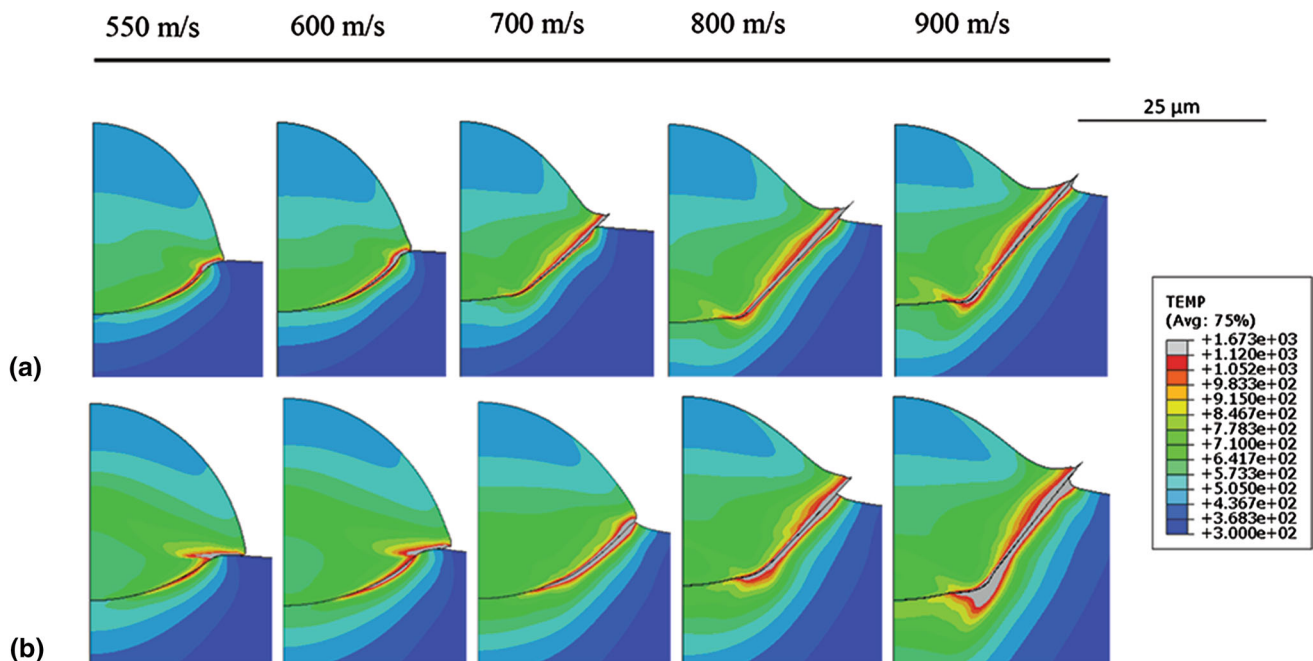 550 m/s 600 m/s 700 m/s 800 m/s 900 m/s
25 μm
(a)
TEMP
(Avg: 75%)
+1.673e+03
+1.120e+03
+1.052e+03
+9.833e+02
+9.150e+02
+8.467e+02
+7.783e+02
+7.100e+02
+6.417e+02
+5.733e+02
+5.050e+02
+4.367e+02
+3.683e+02
+3.000e+02
(b)